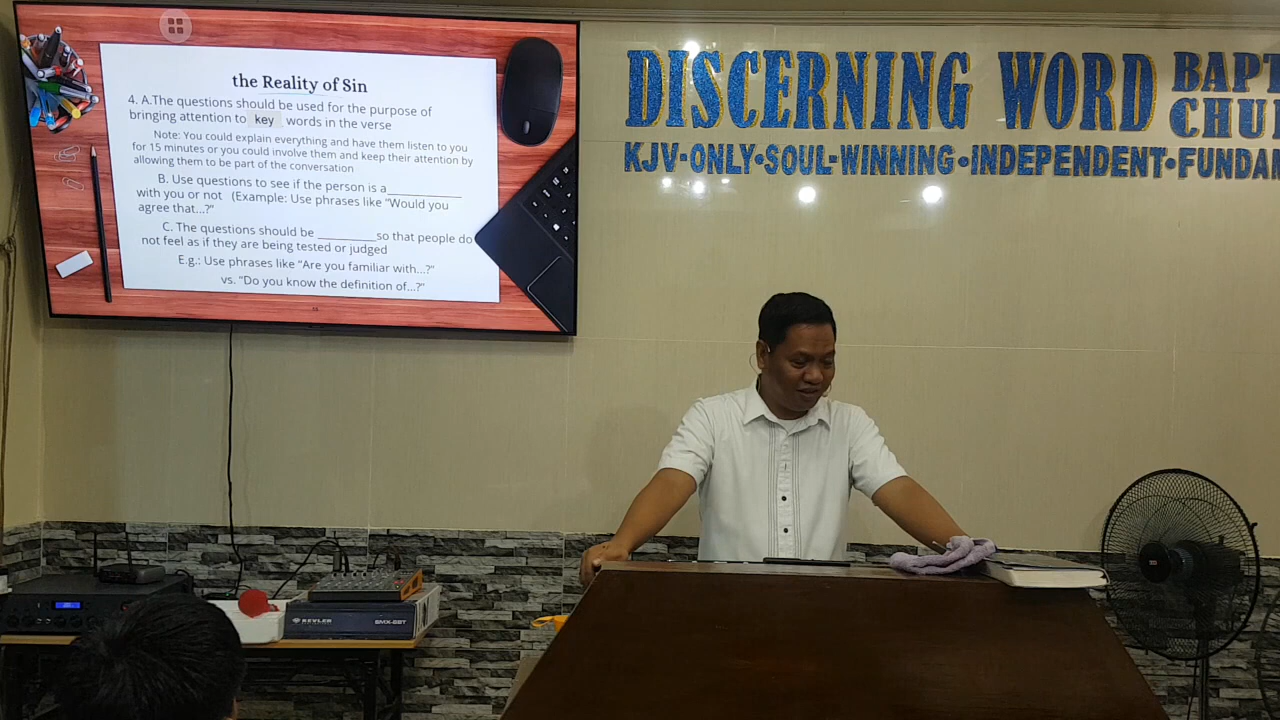 the Reality of Sin
4. A.The questions should be used for the purpose of
bringing attention to key words in the verse
Note: You could explain everything and have them listen to you
for 15 minutes or you could involve them and keep their attention by
allowing them to be part of the conversation
B. Use questions to see if the person is a____________
with you or not (Example: Use phrases like “Would you
agree that...?”
C. The questions should be __________so that people do
not feel as if they are being tested or judged
E.g.: Use phrases like “Are you familiar with...?”
vs. “Do you know the definition of...?”
DISCERNING WORD BAPT
CHU
KJV-ONLY•SOUL-WINNING•INDEPENDENT•FUNDAM
KEVLER